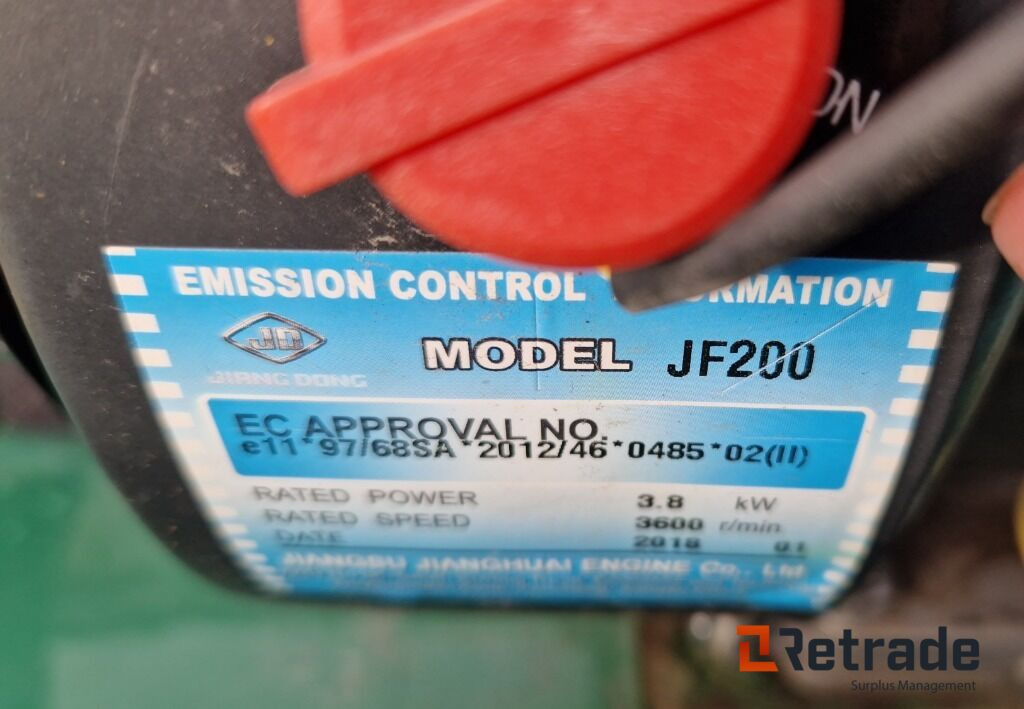 ON
EMISSION CONTROL
JD
JIANG DONG
MODEL JF200
EC APPROVAL NO.
e11*97/68SA*2012/46*0485*02(II)
RATED POWER 3.8 kW
RATED SPEED 3600 r/min
DATE 2018 01
JIANGSU JIANGHUAI ENGINE Co., Ltd
Retrade
Surplus Management